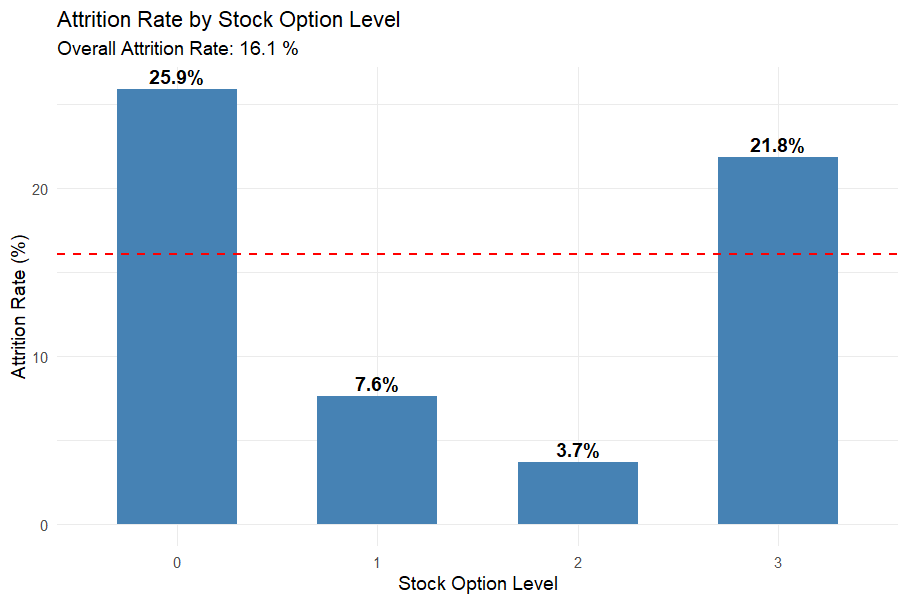 Attrition Rate by Stock Option Level
Overall Attrition Rate: 16.1 %
25.9%
21.8%
7.6%
3.7%
20
10
0
Attrition Rate (%)
0 1 2 3
Stock Option Level